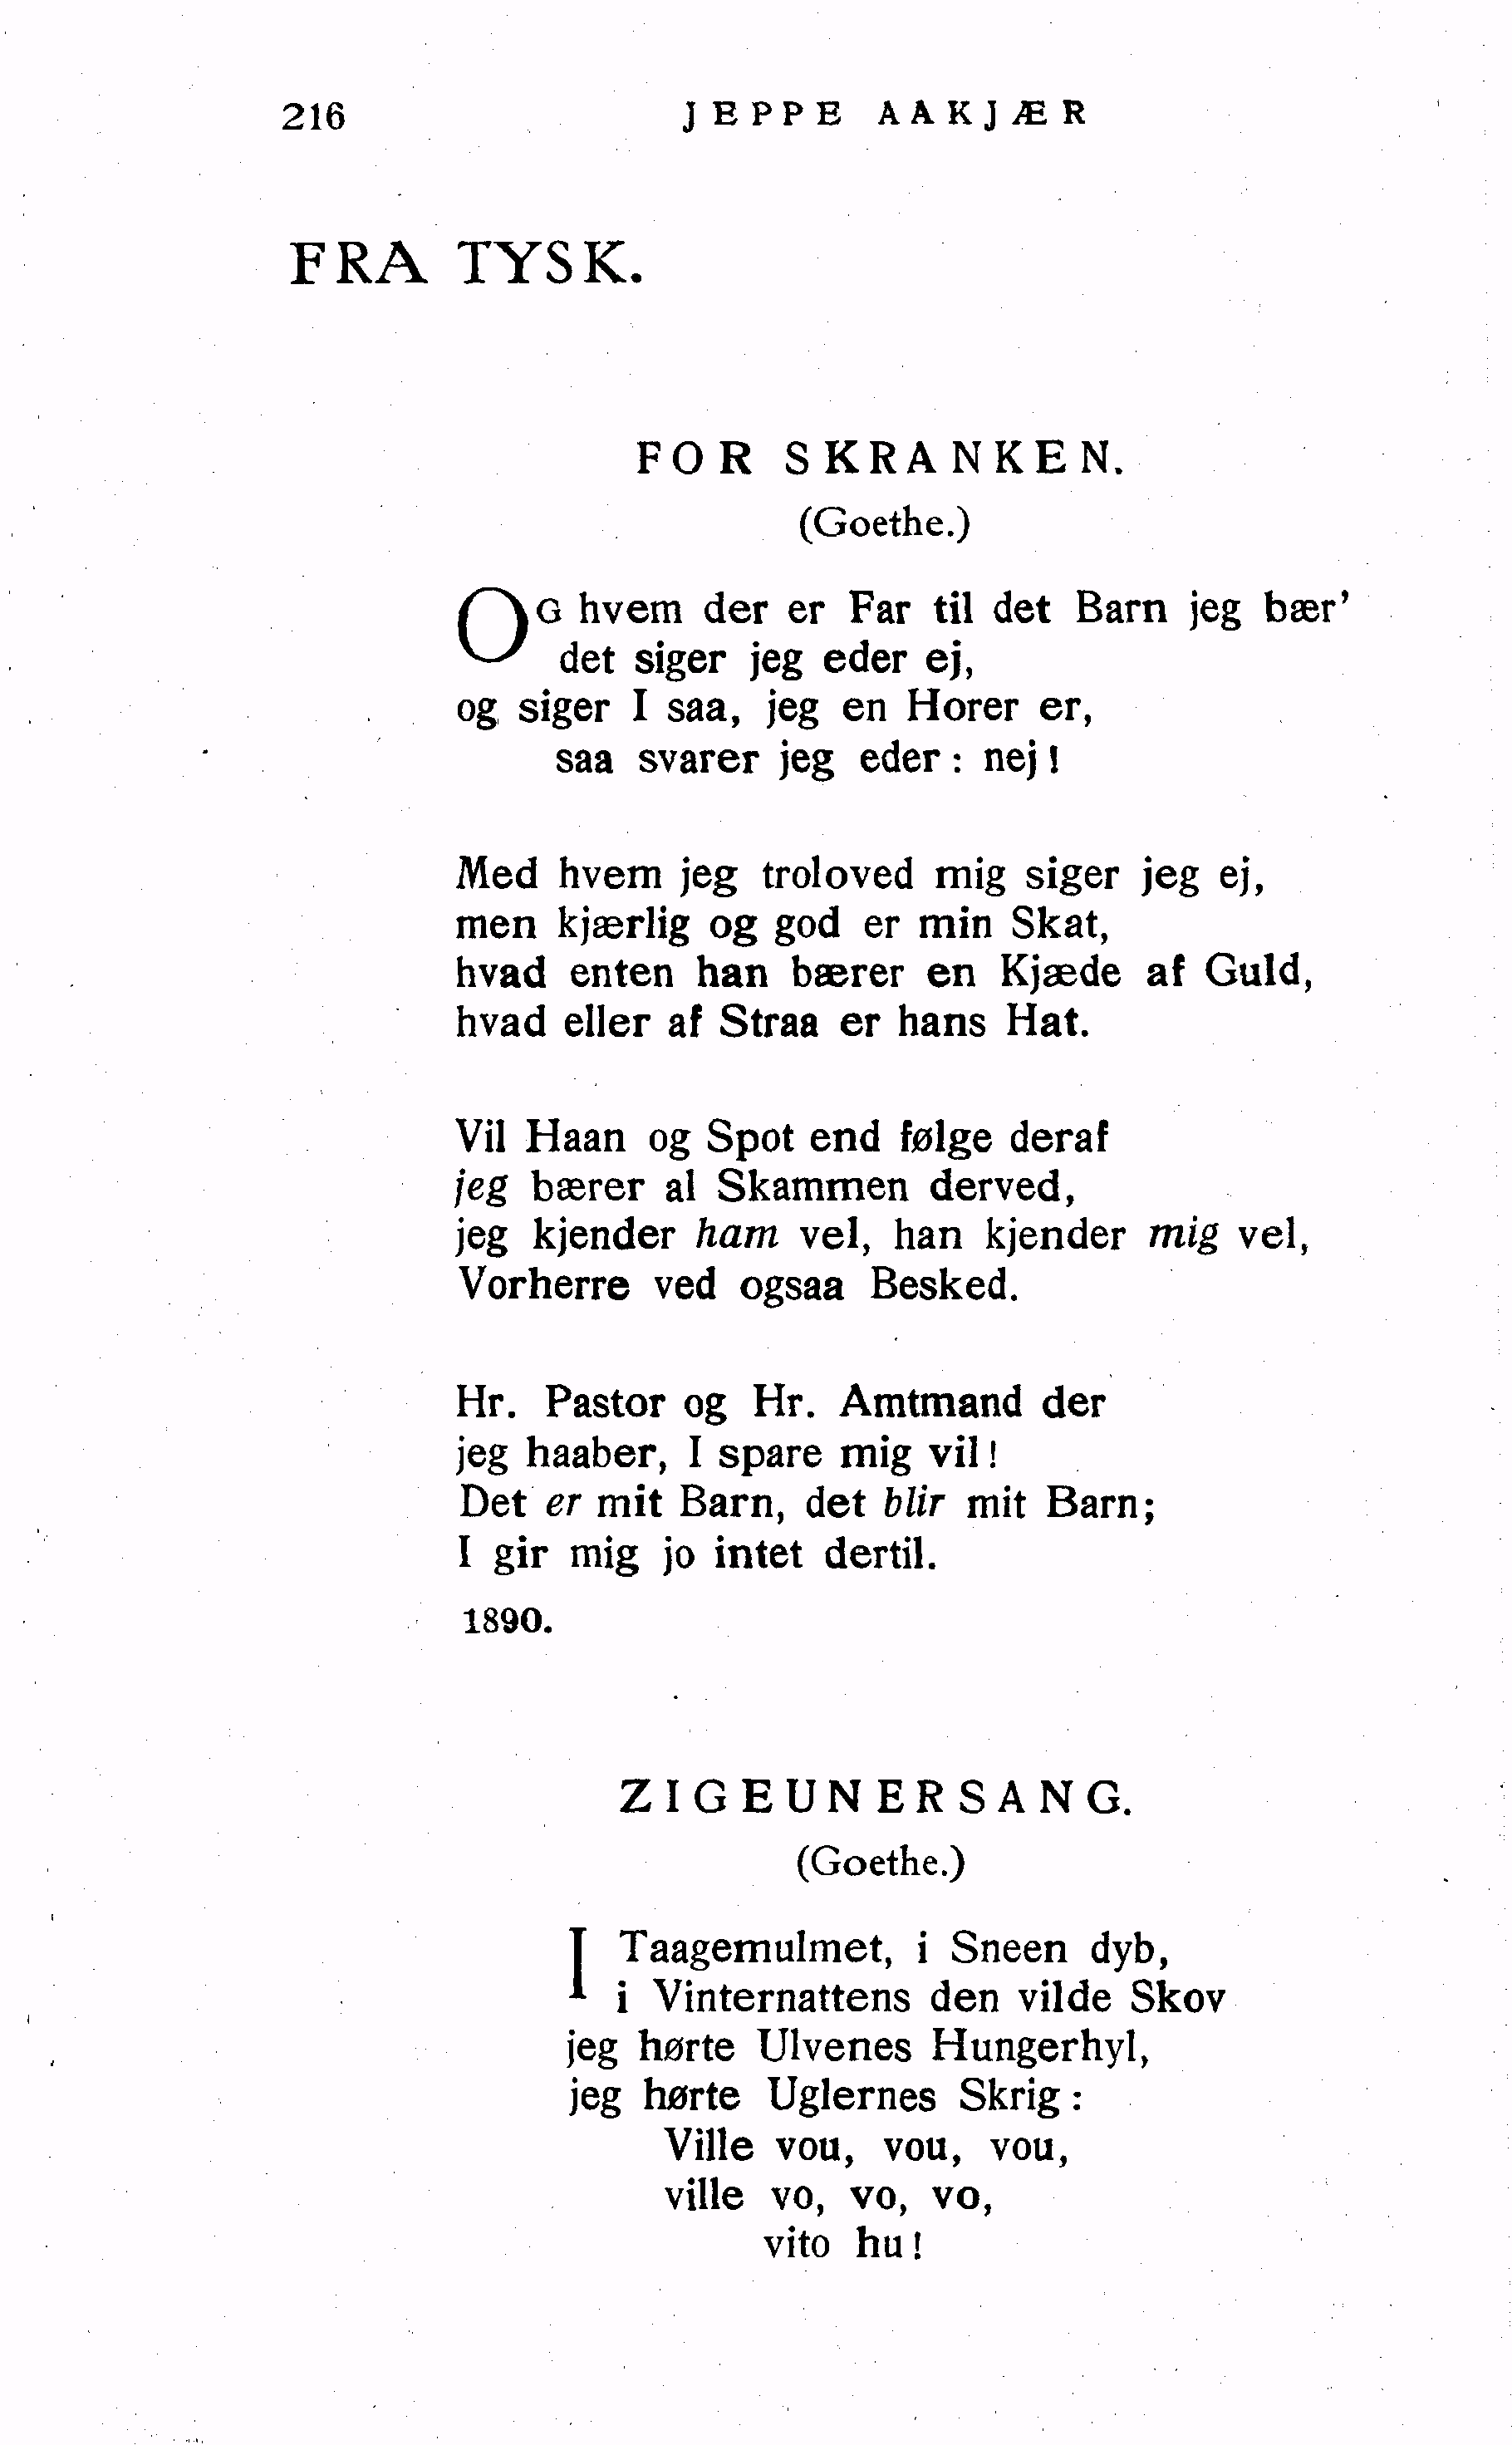 216 JEPPE AAKJÆR
FRA TYSK.
FOR SKRANKEN.
(Goethe.)
OG hvem der er Far til det Barn jeg bær'
det siger jeg eder ej,
og siger I saa, jeg en Horer er,
saa svarer jeg eder: nej!
Med hvem jeg troloved mig siger jeg ej,
men kjærlig og god er min Skat,
hvad enten han bærer en Kjæde af Guld,
hvad eller af Straa er hans Hat.
Vil Haan og Spot end følge deraf
jeg bærer al Skammen derved,
jeg kjender ham vel, han kjender mig vel,
Vorherre ved ogsaa Besked.
Hr. Pastor og Hr. Amtmand der
jeg haaber, I spare mig vil!
Det er mit Barn, det blir mit Barn;
I gir mig jo intet dertil.
1890.
ZIGEUNERSANG.
(Goethe.)
I Taagemulmet, i Sneen dyb,
i Vinternattens den vilde Skov
jeg hørte Ulvenes Hungerhyl,
jeg hørte Uglernes Skrig:
Ville vou, vou, vou,
ville vo, vo, vo,
vito hu!